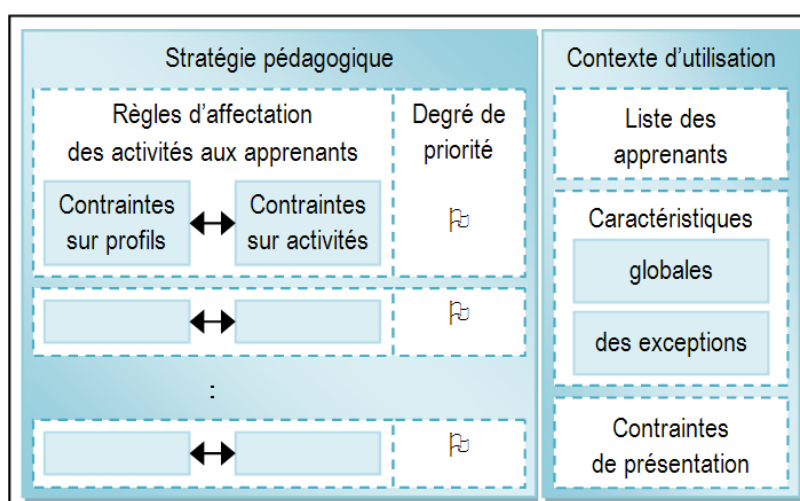 Stratégie pédagogique
Règles d’affectation
des activités aux apprenants
Degré de
priorité
Contraintes
sur profils
Contraintes
sur activités
:
Contexte d’utilisation
Liste des
apprenants
Caractéristiques
globales
des exceptions
Contraintes
de présentation